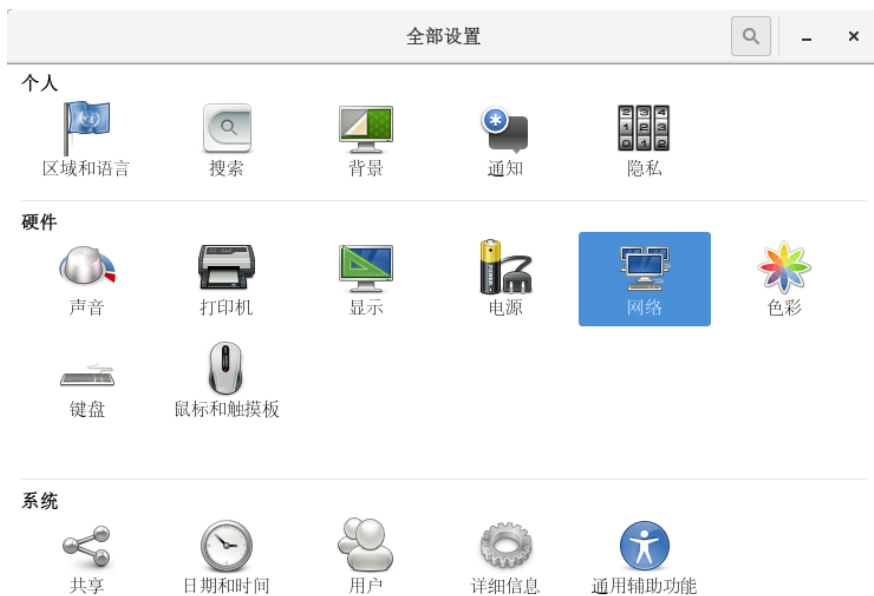 全部设置
个人
区域和语言 搜索 背景 通知 隐私
硬件
声音 打印机 显示 电源 网络 色彩
键盘 鼠标和触摸板
系统
共享 日期和时间 用户 详细信息 通用辅助功能